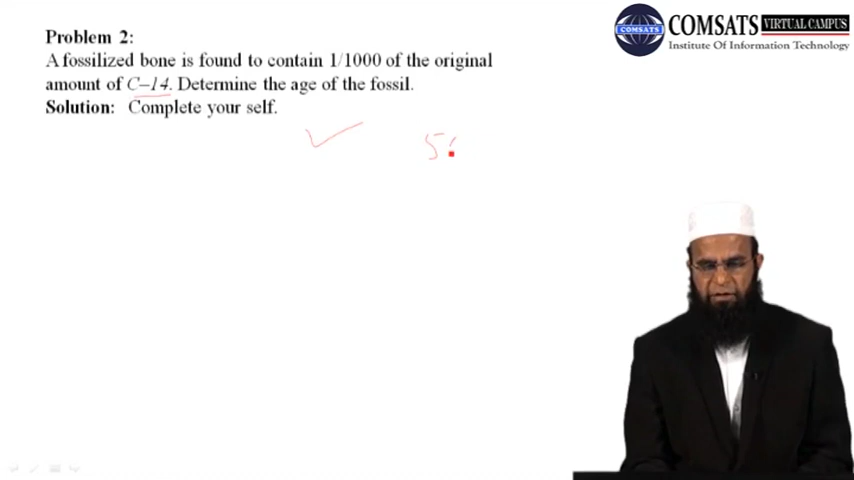 Problem 2:
A fossilized bone is found to contain 1/1000 of the original
amount of C–14. Determine the age of the fossil.
Solution: Complete your self.
COMSATS VIRTUAL CAMPUS
COMSATS
Institute Of Information Technology